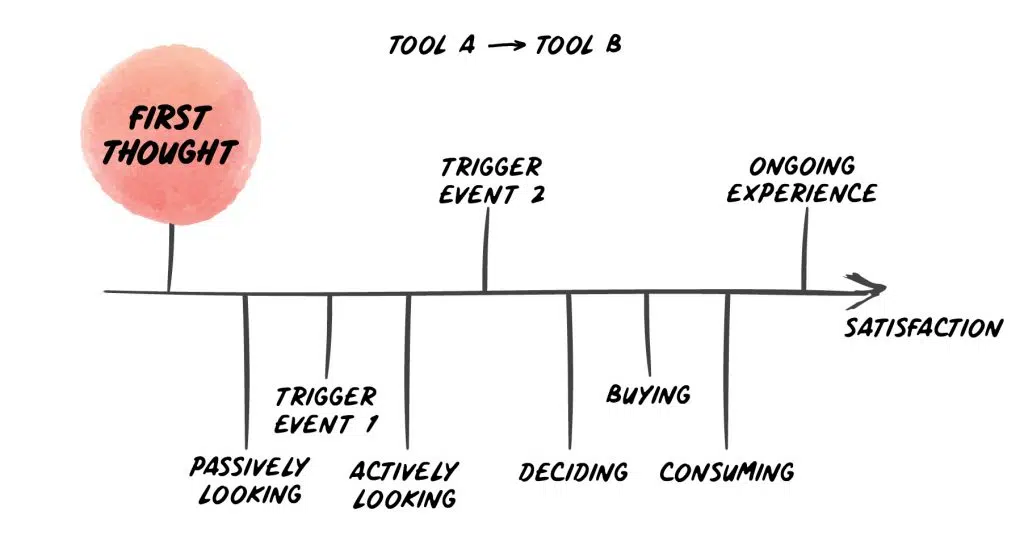 TOOL A → TOOL B
FIRST
THOUGHT
TRIGGER
EVENT 2
ONGOING
EXPERIENCE
SATISFACTION
TRIGGER
EVENT 1
BUYING
PASSIVELY
LOOKING
ACTIVELY
LOOKING
DECIDING
CONSUMING